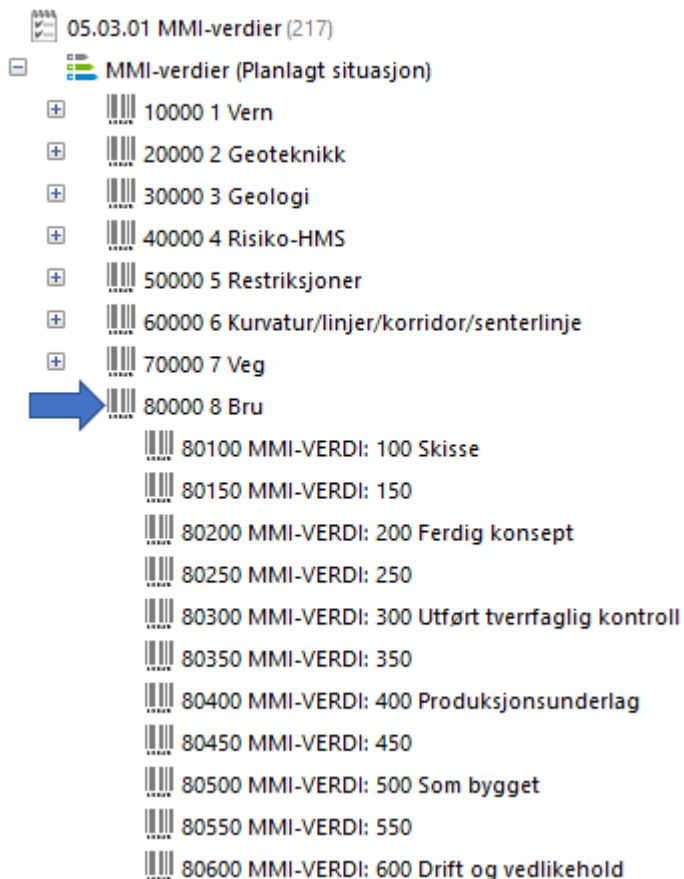 05.03.01 MMI-verdier (217)
MMI-verdier (Planlagt situasjon)
10000 1 Vern
20000 2 Geoteknikk
30000 3 Geologi
40000 4 Risiko-HMS
50000 5 Restriksjoner
60000 6 Kurvatur/linjer/korridor/senterlinje
70000 7 Veg
80000 8 Bru
80100 MMI-VERDI: 100 Skisse
80150 MMI-VERDI: 150
80200 MMI-VERDI: 200 Ferdig konsept
80250 MMI-VERDI: 250
80300 MMI-VERDI: 300 Utført tverrfaglig kontroll
80350 MMI-VERDI: 350
80400 MMI-VERDI: 400 Produksjonsunderlag
80450 MMI-VERDI: 450
80500 MMI-VERDI: 500 Som bygget
80550 MMI-VERDI: 550
80600 MMI-VERDI: 600 Drift og vedlikehold